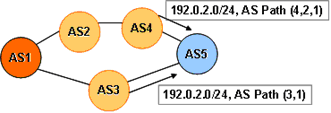 192.0.2.0/24, AS Path (4,2,1)
AS2
AS4
AS5
AS1
AS3
192.0.2.0/24, AS Path (3,1)